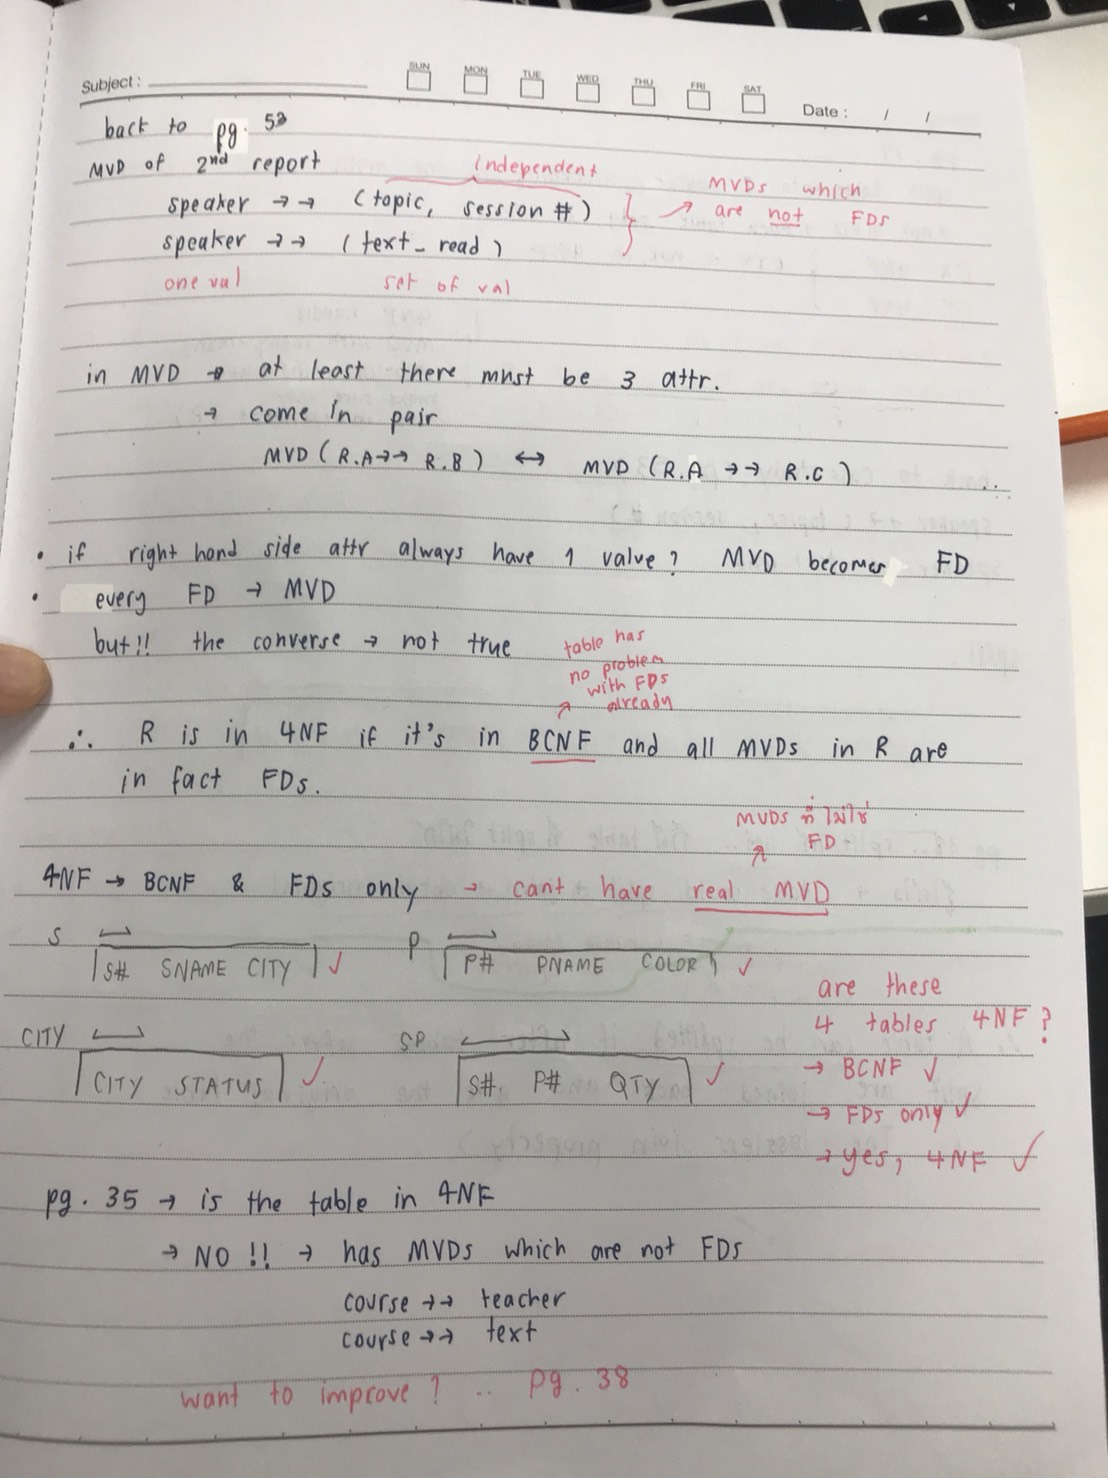 Subject :
SUN MON TUE WED THU FRI SAT
Date : / /
back to pg. 53
MVD of 2nd report
independent
speaker →→ (topic, session #)
MVDs which
are not FDs
speaker →→ (text_read)
one val set of val
in MVD → at least there must be 3 attr.
→ come in pair
MVD (R.A→→ R.B) ↔ MVD (R.A →→ R.C)
• if right hand side attr always have 1 value? MVD becomes FD
• every FD → MVD
but!! the converse → not true
table has
no problem
with FDs
already
∴ R is in 4NF if it's in BCNF and all MVDs in R are
in fact FDs.
MVDs ที่ไม่ใช่
FD
4NF → BCNF & FDs only → cant have real MVD
S
S# SNAME CITY ✓
P
P# PNAME COLOR ✓
are these
4 tables 4NF?
CITY
CITY STATUS ✓
SP
S# P# QTY ✓
→ BCNF ✓
→ FDs only ✓
→ yes, 4NF ✓
pg. 35 → is the table in 4NF
→ NO!! → has MVDs which are not FDs
course →→ teacher
course →→ text
want to improve? .. pg. 38